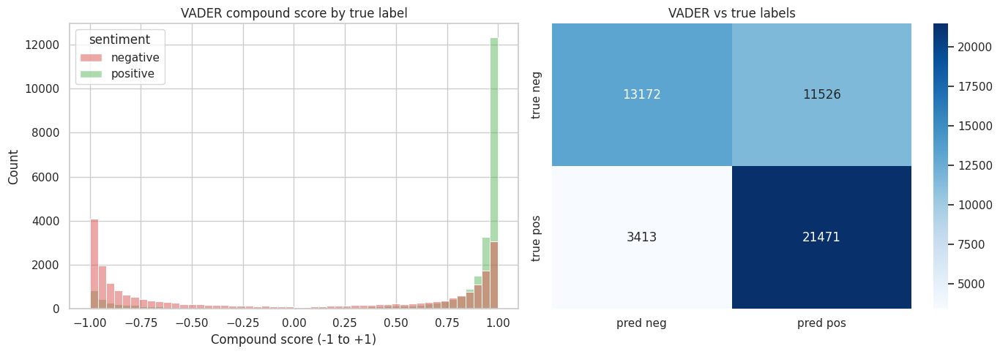 VADER compound score by true label
sentiment
negative
positive
12000
10000
8000
6000
4000
2000
0
Count
−1.00 −0.75 −0.50 −0.25 0.00 0.25 0.50 0.75 1.00
Compound score (-1 to +1)
VADER vs true labels
true neg
13172 11526
true pos
3413 21471
pred neg pred pos
20000
17500
15000
12500
10000
7500
5000